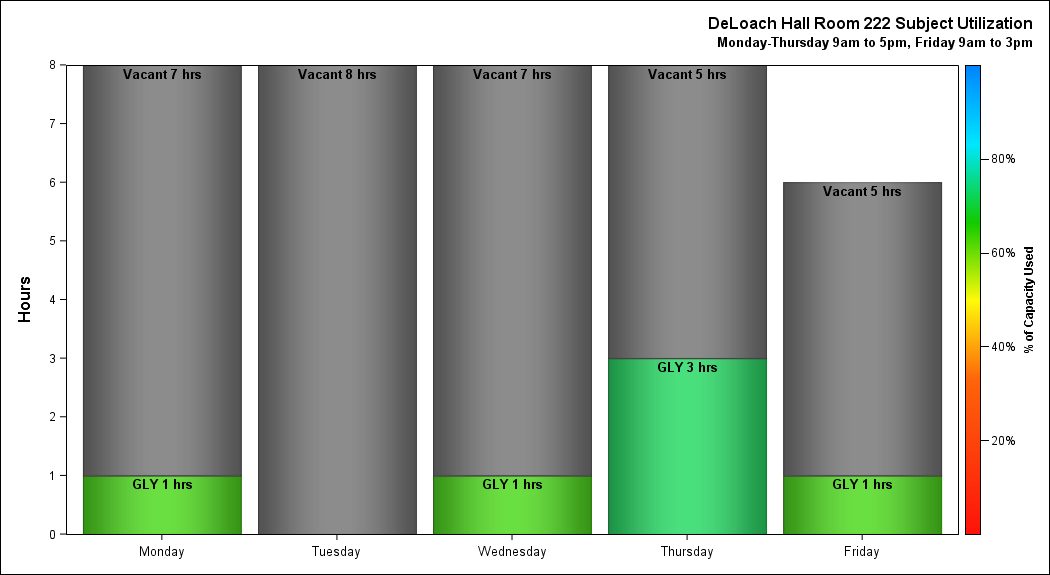 DeLoach Hall Room 222 Subject Utilization
Monday-Thursday 9am to 5pm, Friday 9am to 3pm
Hours
8
7
6
5
4
3
2
1
0
Vacant 7 hrs
Vacant 8 hrs
Vacant 7 hrs
Vacant 5 hrs
Vacant 5 hrs
GLY 3 hrs
GLY 1 hrs
GLY 1 hrs
GLY 1 hrs
Monday
Tuesday
Wednesday
Thursday
Friday
80%
60%
40%
20%
% of Capacity Used